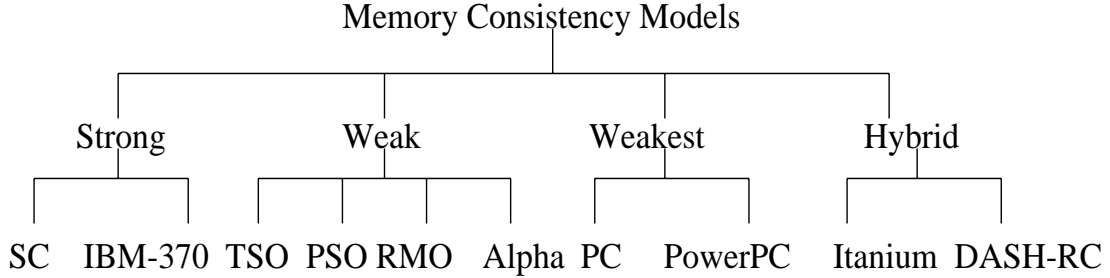 Memory Consistency Models
Strong Weak Weakest Hybrid
SC IBM-370 TSO PSO RMO Alpha PC PowerPC Itanium DASH-RC